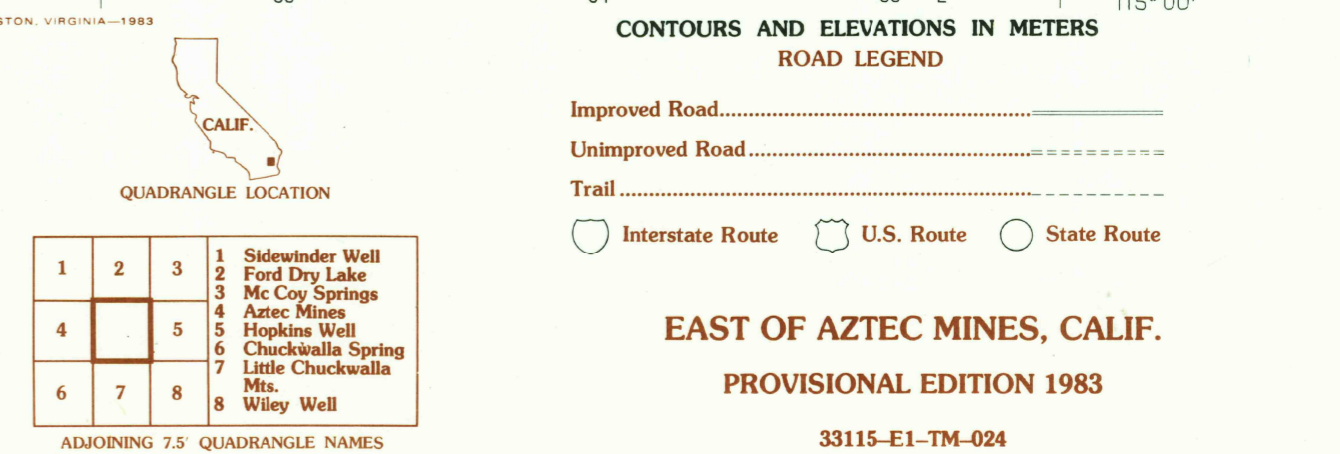 STON, VIRGINIA—1983
115° 00'
CALIF.
QUADRANGLE LOCATION
1 2 3
4 5
6 7 8
1 Sidewinder Well
2 Ford Dry Lake
3 Mc Coy Springs
4 Aztec Mines
5 Hopkins Well
6 Chuckwalla Spring
7 Little Chuckwalla
Mts.
8 Wiley Well
ADJOINING 7.5' QUADRANGLE NAMES
CONTOURS AND ELEVATIONS IN METERS
ROAD LEGEND
Improved Road
Unimproved Road
Trail
Interstate Route U.S. Route State Route
EAST OF AZTEC MINES, CALIF.
PROVISIONAL EDITION 1983
33115–E1–TM–024